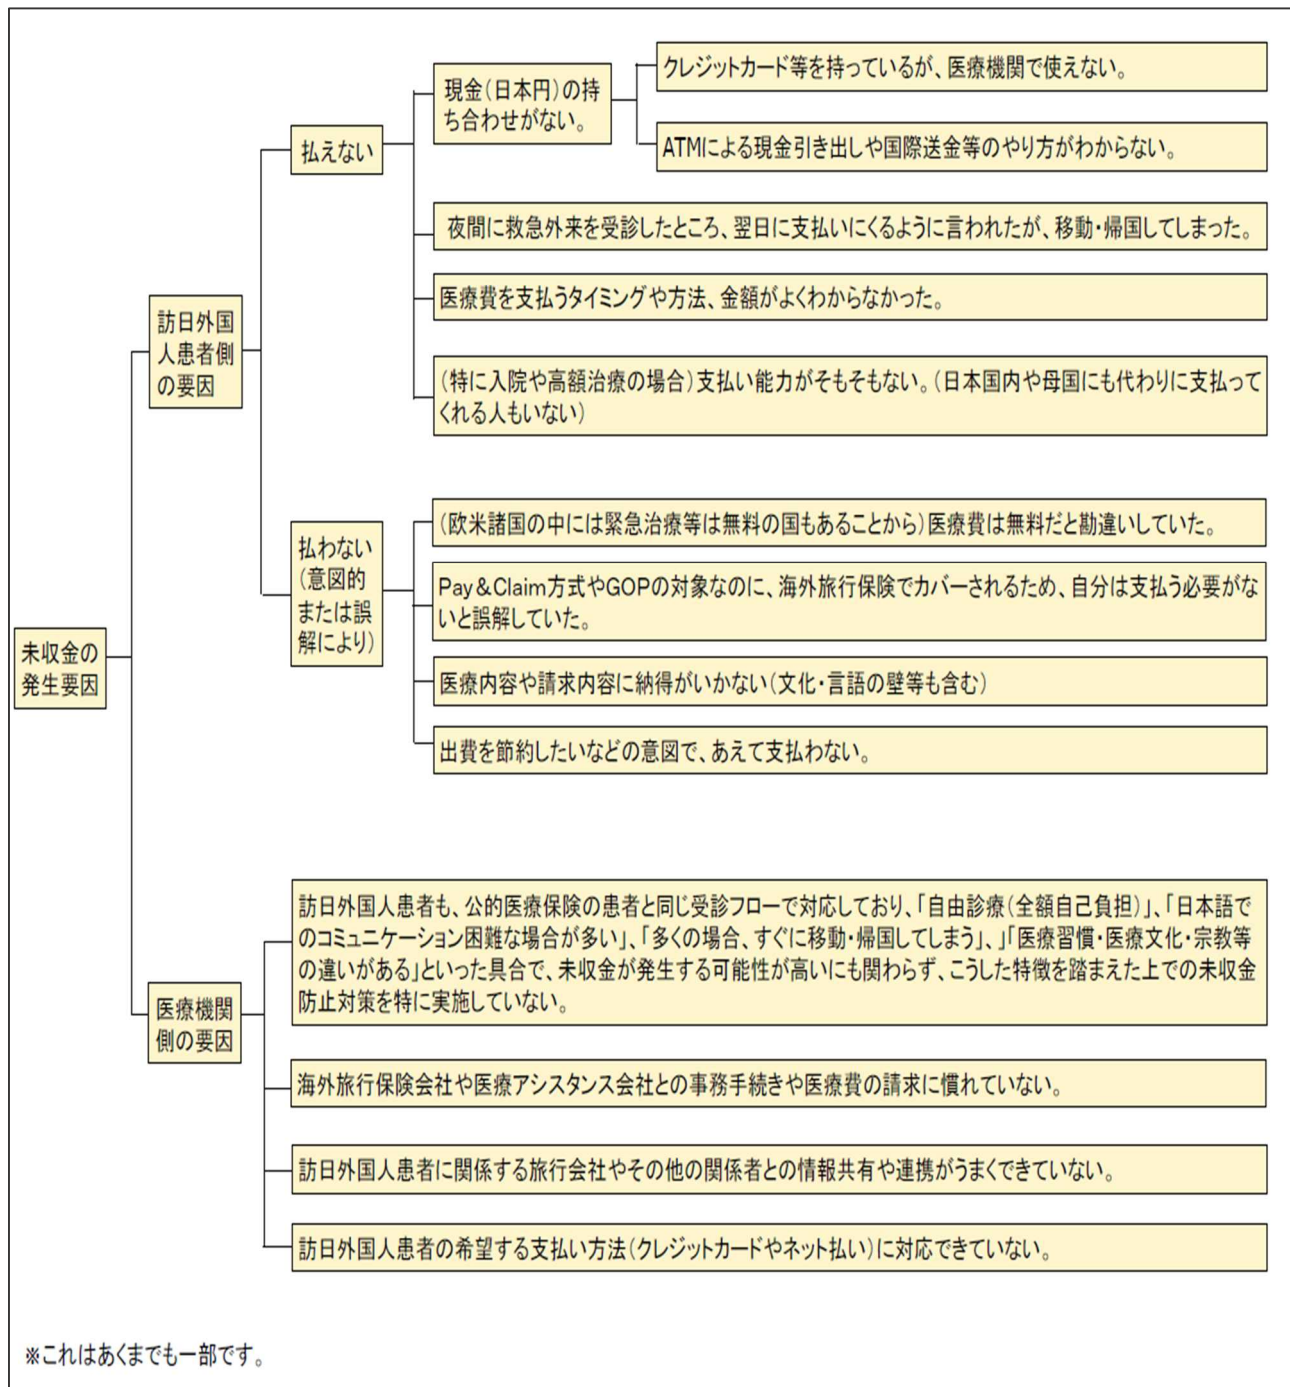 未収金の
発生要因
訪日外国
人患者側
の要因
払えない
現金（日本円）の持
ち合わせがない。
クレジットカード等を持っているが、医療機関で使えない。
ATMによる現金引き出しや国際送金等のやり方がわからない。
夜間に救急外来を受診したところ、翌日に支払いにくるように言われたが、移動・帰国してしまった。
医療費を支払うタイミングや方法、金額がよくわからなかった。
（特に入院や高額治療の場合）支払い能力がそもそもない。（日本国内や母国にも代わりに支払って
くれる人もいない）
払わない
（意図的
または誤
解により）
（欧米諸国の中には緊急治療等は無料の国もあることから）医療費は無料だと勘違いしていた。
Pay＆Claim方式やGOPの対象なのに、海外旅行保険でカバーされるため、自分は支払う必要がな
いと誤解していた。
医療内容や請求内容に納得がいかない（文化・言語の壁等も含む）
出費を節約したいなどの意図で、あえて支払わない。
医療機関
側の要因
訪日外国人患者も、公的医療保険の患者と同じ受診フローで対応しており、「自由診療（全額自己負担）」、「日本語で
のコミュニケーション困難な場合が多い」、「多くの場合、すぐに移動・帰国してしまう」、」「医療習慣・医療文化・宗教等
の違いがある」といった具合で、未収金が発生する可能性が高いにも関わらず、こうした特徴を踏まえた上での未収金
防止対策を特に実施していない。
海外旅行保険会社や医療アシスタンス会社との事務手続きや医療費の請求に慣れていない。
訪日外国人患者に関係する旅行会社やその他の関係者との情報共有や連携がうまくできていない。
訪日外国人患者の希望する支払い方法（クレジットカードやネット払い）に対応できていない。
※これはあくまでも一部です。